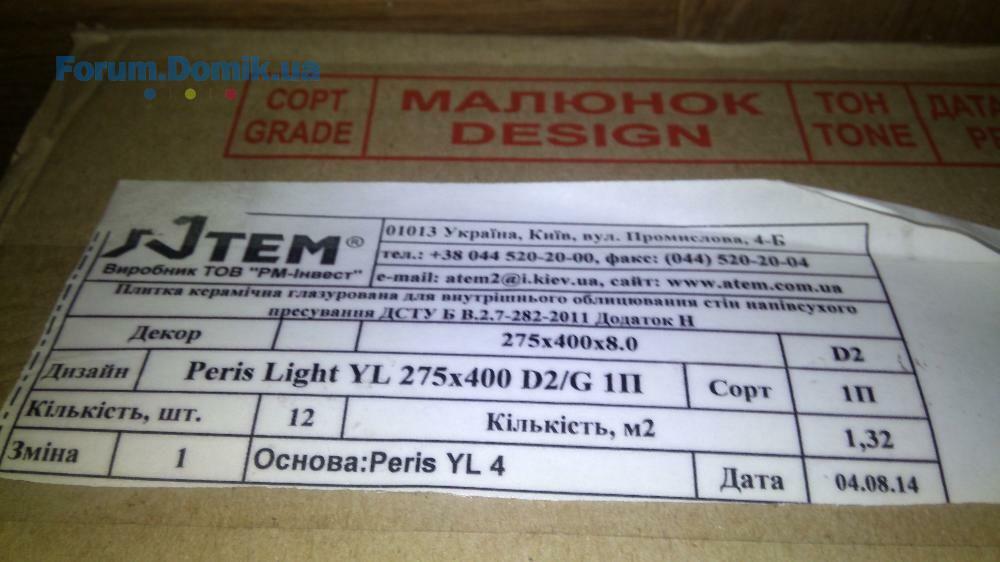 Forum.Domik.ua
СОРТ
GRADE
МАЛЮНОК
DESIGN
ТОН
TONE
ДАТА
АТЕМ®
Виробник ТОВ "РМ-Інвест"
01013 Україна, Київ, вул. Промислова, 4-Б
тел.: +38 044 520-20-00, факс: (044) 520-20-04
e-mail: atem2@i.kiev.ua, сайт: www.atem.com.ua
Плитка керамічна глазурована для внутрішнього облицювання стін напівсухого
пресування ДСТУ Б В.2.7-282-2011 Додаток Н
Декор 275х400х8.0 D2
Дизайн Peris Light YL 275x400 D2/G 1П Сорт 1П
Кількість, шт. 12 Кількість, м2 1,32
Зміна 1 Основа:Peris YL 4 Дата 04.08.14